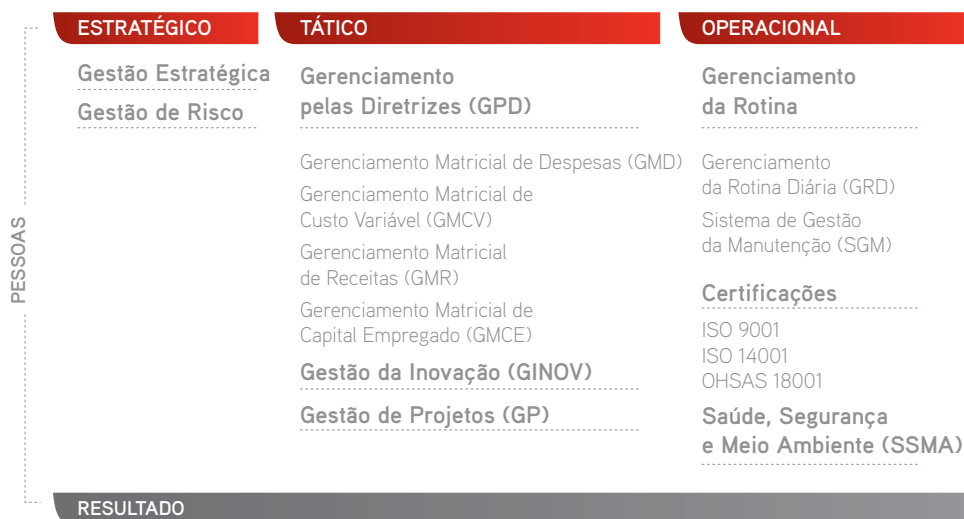 PESSOAS
ESTRATÉGICO
Gestão Estratégica
Gestão de Risco
TÁTICO
Gerenciamento
pelas Diretrizes (GPD)
Gerenciamento Matricial de Despesas (GMD)
Gerenciamento Matricial de
Custo Variável (GMCV)
Gerenciamento Matricial
de Receitas (GMR)
Gerenciamento Matricial de
Capital Empregado (GMCE)
Gestão da Inovação (GINOV)
Gestão de Projetos (GP)
OPERACIONAL
Gerenciamento
da Rotina
Gerenciamento
da Rotina Diária (GRD)
Sistema de Gestão
da Manutenção (SGM)
Certificações
ISO 9001
ISO 14001
OHSAS 18001
Saúde, Segurança
e Meio Ambiente (SSMA)
RESULTADO